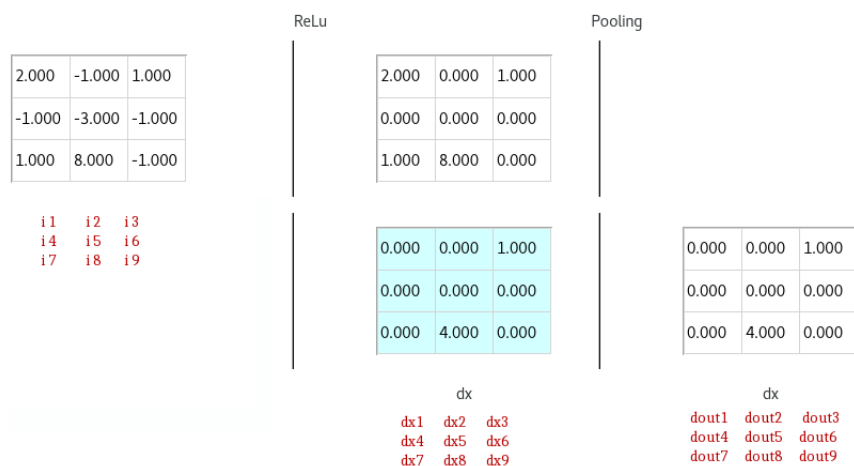 ReLu Pooling
2.000 -1.000 1.000 2.000 0.000 1.000
-1.000 -3.000 -1.000 0.000 0.000 0.000
1.000 8.000 -1.000 1.000 8.000 0.000
i1 i2 i3
i4 i5 i6
i7 i8 i9
0.000 0.000 1.000 0.000 0.000 1.000
0.000 0.000 0.000 0.000 0.000 0.000
0.000 4.000 0.000 0.000 4.000 0.000
dx dx
dx1 dx2 dx3 dout1 dout2 dout3
dx4 dx5 dx6 dout4 dout5 dout6
dx7 dx8 dx9 dout7 dout8 dout9